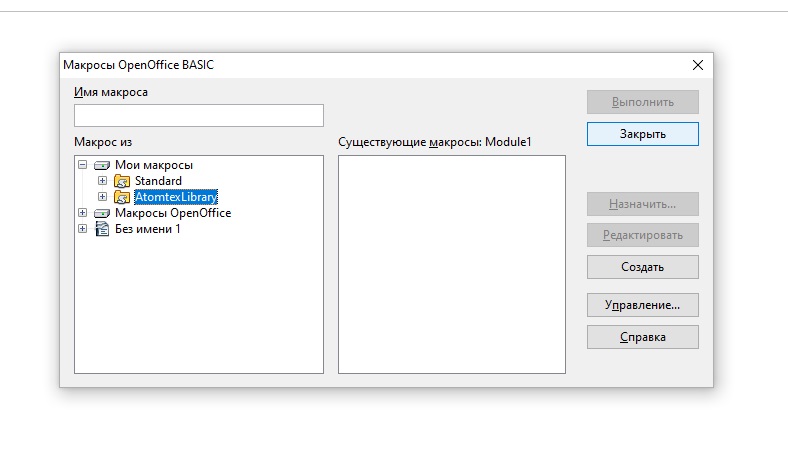 Макросы OpenOffice BASIC
Имя макроса
Выполнить
Закрыть
Макрос из
Существующие макросы: Module1
Мои макросы
Standard
AtomtexLibrary
Макросы OpenOffice
Без имени 1
Назначить...
Редактировать
Создать
Управление...
Справка